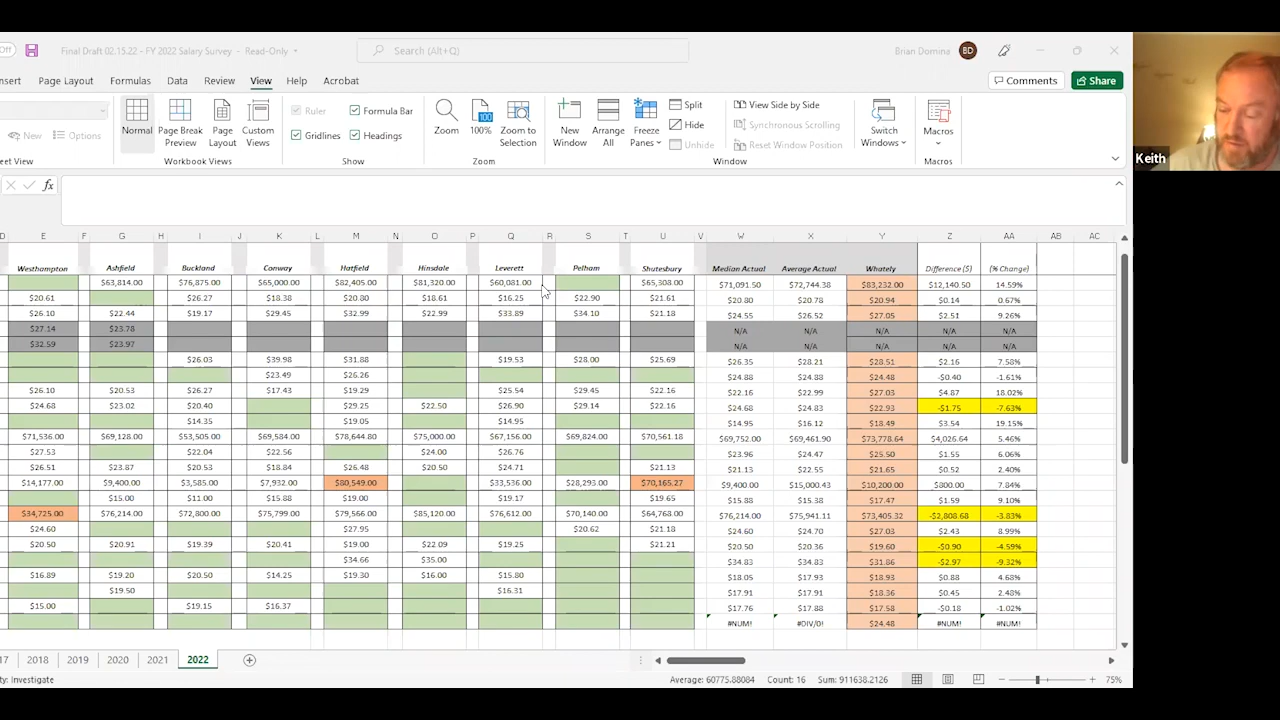 Off Final Draft 02.15.22 - FY 2022 Salary Survey - Read-Only Search (Alt+Q) Brian Domina BD
nsert Page Layout Formulas Data Review View Help Acrobat Comments Share
New Options
Normal Page Break Preview Page Layout Custom Views
Ruler Formula Bar
Gridlines Headings
Zoom 100% Zoom to Selection
New Window Arrange All Freeze Panes
Split View Side by Side
Hide Synchronous Scrolling
Unhide Reset Window Position
Switch Windows Macros
eet View Workbook Views Show Zoom Window Macros
Keith
fx
D E F G H I J K L M N O P Q R S T U V W X Y Z AA AB AC
Westhampton Ashfield Buckland Conway Hatfield Hinsdale Leverett Pelham Shutesbury Median Actual Average Actual Whately Difference ($) (% Change)
$63,814.00 $76,875.00 $65,000.00 $82,405.00 $81,320.00 $60,081.00 $65,308.00 $71,091.50 $72,744.38 $83,232.00 $12,140.50 14.59%
$20.61 $26.27 $18.38 $20.80 $18.61 $16.25 $22.90 $21.61 $20.80 $20.78 $20.94 $0.14 0.67%
$26.10 $22.44 $19.17 $29.45 $32.99 $22.99 $33.89 $34.10 $21.18 $24.55 $26.52 $27.05 $2.51 9.26%
$27.14 $23.78 N/A N/A N/A N/A N/A
$32.59 $23.97 N/A N/A N/A N/A N/A
$26.03 $39.98 $31.88 $19.53 $28.00 $25.69 $26.35 $28.21 $28.51 $2.16 7.58%
$23.49 $26.26 $24.88 $24.88 $24.48 -$0.40 -1.61%
$26.10 $20.53 $26.27 $17.43 $19.29 $25.54 $29.45 $22.16 $22.16 $22.99 $27.03 $4.87 18.02%
$24.68 $23.02 $20.40 $29.25 $22.50 $26.90 $29.14 $22.16 $24.68 $24.83 $22.93 -$1.75 -7.63%
$14.35 $19.05 $14.95 $14.95 $16.12 $18.49 $3.54 19.15%
$71,536.00 $69,128.00 $53,505.00 $69,584.00 $78,644.80 $75,000.00 $67,156.00 $69,824.00 $70,561.18 $69,752.00 $69,461.90 $73,778.64 $4,026.64 5.46%
$27.53 $22.04 $22.56 $24.00 $26.76 $23.96 $24.47 $25.50 $1.55 6.06%
$26.51 $23.87 $20.53 $18.84 $26.48 $20.50 $24.71 $21.13 $21.13 $22.55 $21.65 $0.52 2.40%
$14,177.00 $9,400.00 $3,585.00 $7,932.00 $80,549.00 $33,536.00 $28,293.00 $70,165.27 $9,400.00 $15,000.43 $10,200.00 $800.00 7.84%
$15.00 $11.00 $15.88 $19.00 $19.17 $19.65 $15.88 $15.38 $17.47 $1.59 9.10%
$34,725.00 $76,214.00 $72,800.00 $75,799.00 $79,566.00 $85,120.00 $76,612.00 $70,140.00 $64,768.00 $76,214.00 $75,941.11 $73,405.32 -$2,808.68 -3.83%
$24.60 $27.95 $20.62 $21.18 $24.60 $24.70 $27.03 $2.43 8.99%
$20.50 $20.91 $19.39 $20.41 $19.00 $22.09 $19.25 $21.21 $20.50 $20.36 $19.60 -$0.90 -4.59%
$34.66 $35.00 $34.83 $34.83 $31.86 -$2.97 -9.32%
$16.89 $19.20 $20.50 $14.25 $19.30 $16.00 $15.80 $18.05 $17.93 $18.93 $0.88 4.68%
$19.50 $16.31 $17.91 $17.91 $18.36 $0.45 2.48%
$15.00 $19.15 $16.37 $17.76 $17.88 $17.58 -$0.18 -1.02%
#NUM! #DIV/0! $24.48 #NUM! #NUM!
17 2018 2019 2020 2021 2022
ty: Investigate Average: 60775.88084 Count: 16 Sum: 911638.2126 75%